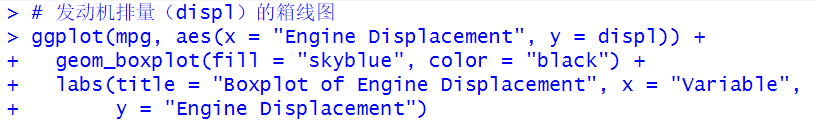 > # 发动机排量（displ）的箱线图
> ggplot(mpg, aes(x = "Engine Displacement", y = displ)) +
+   geom_boxplot(fill = "skyblue", color = "black") +
+   labs(title = "Boxplot of Engine Displacement", x = "Variable",
+        y = "Engine Displacement")